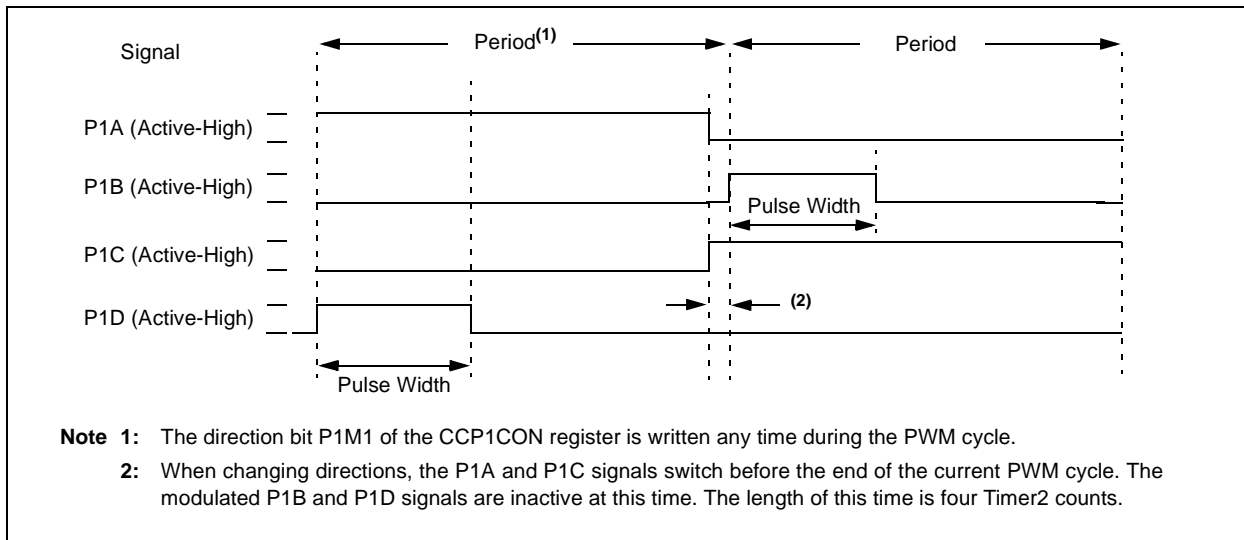 Signal
Period(1)
Period
P1A (Active-High)
P1B (Active-High)
Pulse Width
P1C (Active-High)
(2)
P1D (Active-High)
Pulse Width
Note 1: The direction bit P1M1 of the CCP1CON register is written any time during the PWM cycle.
2: When changing directions, the P1A and P1C signals switch before the end of the current PWM cycle. The
modulated P1B and P1D signals are inactive at this time. The length of this time is four Timer2 counts.